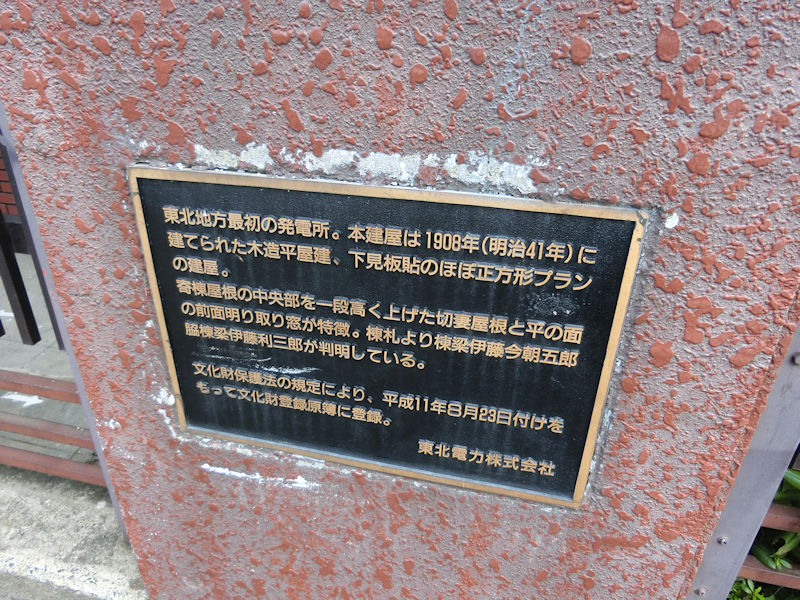 東北地方最初の発電所。本建屋は1908年(明治41年)に
建てられた木造平屋建、下見板貼のほぼ正方形プラン
の建屋。
寄棟屋根の中央部を一段高く上げた切妻屋根と平の面
の前面明り取り窓が特徴。棟札より棟梁伊藤今朝五郎
脇棟梁伊藤利三郎が判明している。
文化財保護法の規定により、平成11年8月23日付けを
もって文化財登録原簿に登録。
東北電力株式会社